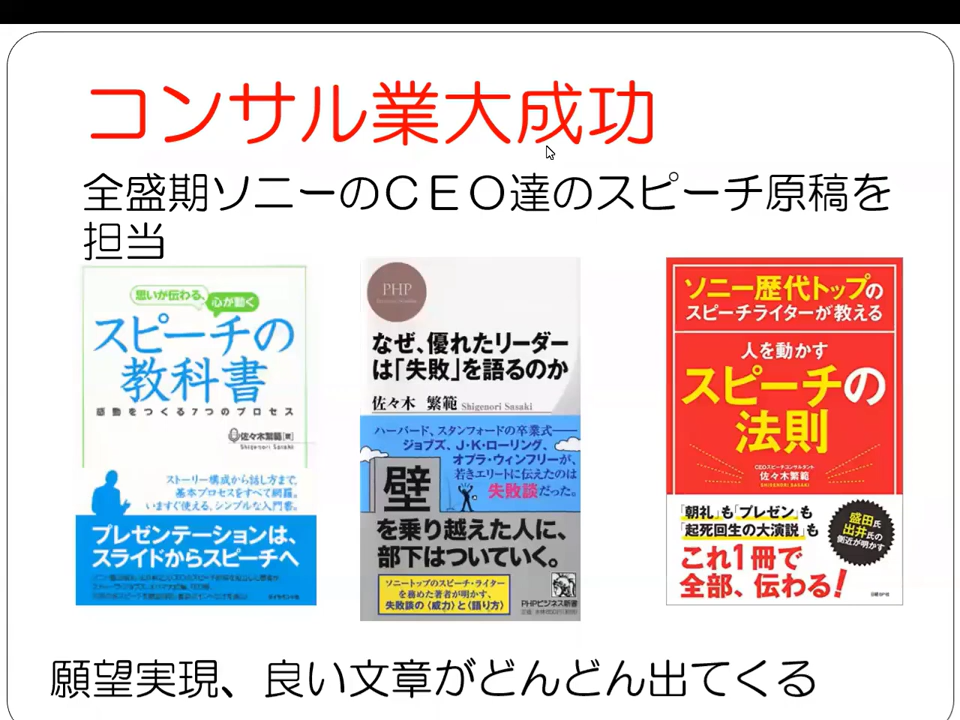 コンサル業大成功
全盛期ソニーのＣＥＯ達のスピーチ原稿を
担当
思いが伝わる、
心が動く
スピーチの
教科書
感動をつくる7つのプロセス
佐々木繁範[著]
Shigenori Sasaki
ストーリー構成から話し方まで、
基本プロセスをすべて網羅。
いますぐ使える、シンプルな入門書。
プレゼンテーションは、
スライドからスピーチへ
ダイヤモンド社
PHP
Business Shinsho
なぜ、優れたリーダー
は「失敗」を語るのか
佐々木 繁範 Shigenori Sasaki
ハーバード、スタンフォードの卒業式──
ジョブズ、J・K・ローリング、
オプラ・ウィンフリーが、
若きエリートに伝えたのは
失敗談だった。
壁
を乗り越えた人に、
部下はついていく。
ソニートップのスピーチ・ライター
を務めた著者が明かす、
失敗談の〈威力〉と〈語り方〉
PHPビジネス新書
ソニー歴代トップの
スピーチライターが教える
人を動かす
スピーチの
法則
CEOスピーチコンサルタント
佐々木繁範
SHIGENORI SASAKI
「朝礼」も「プレゼン」も
「起死回生の大演説」も
これ1冊で
全部、伝わる!
盛田氏
出井氏の
側近が明かす
日経BP社
願望実現、良い文章がどんどん出てくる